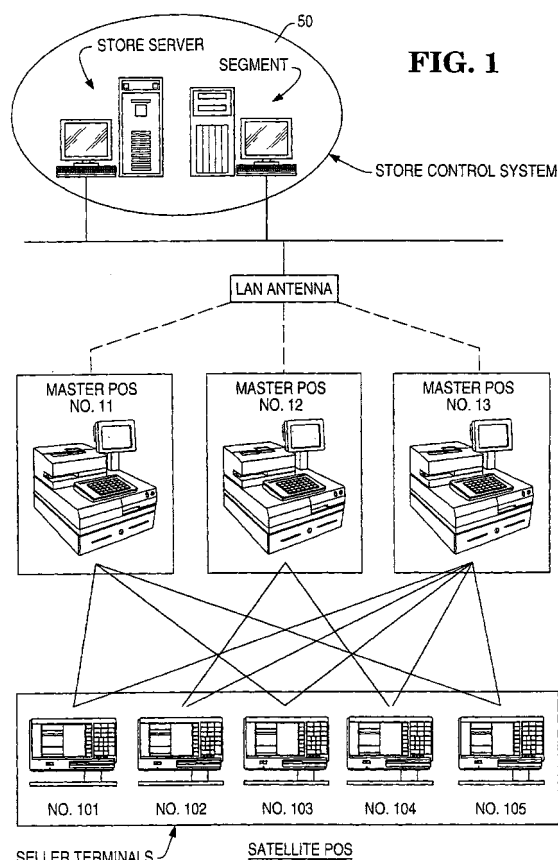 50
STORE SERVER
FIG. 1
SEGMENT
STORE CONTROL SYSTEM
LAN ANTENNA
MASTER POS
NO. 11
MASTER POS
NO. 12
MASTER POS
NO. 13
NO. 101
NO. 102
NO. 103
NO. 104
NO. 105
SELLER TERMINALS
SATELLITE POS